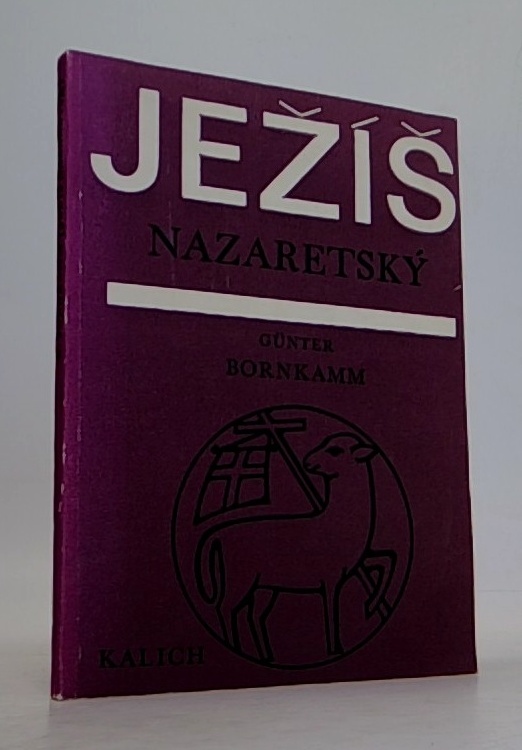 JEŽÍŠ
NAZARETSKÝ
GÜNTER
BORNKAMM
KALICH